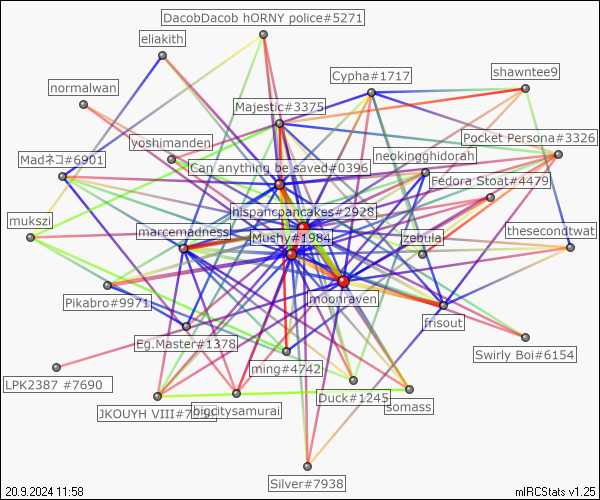 DacobDacob hORNY police#5271
eliakith
Cypha#1717
shawntee9
normalwan
Majestic#3375
yoshimanden
Pocket Persona#3326
Madネコ#6901
Can anything be saved#0396
neokingghidorah
Fedora Stoat#4479
mukszi
hispanicpancakes#2928
marcemadness
Mushy#1984
zebula
thesecondtwat
Pikabro#9971
moonraven
frisout
Eg.Master#1378
Swirly Boi#6154
ming#4742
LPK2387 #7690
Duck#1245
somass
JKOUYH VIII#7
bigcitysamurai
Silver#7938
20.9.2024 11:58
mIRCStats v1.25